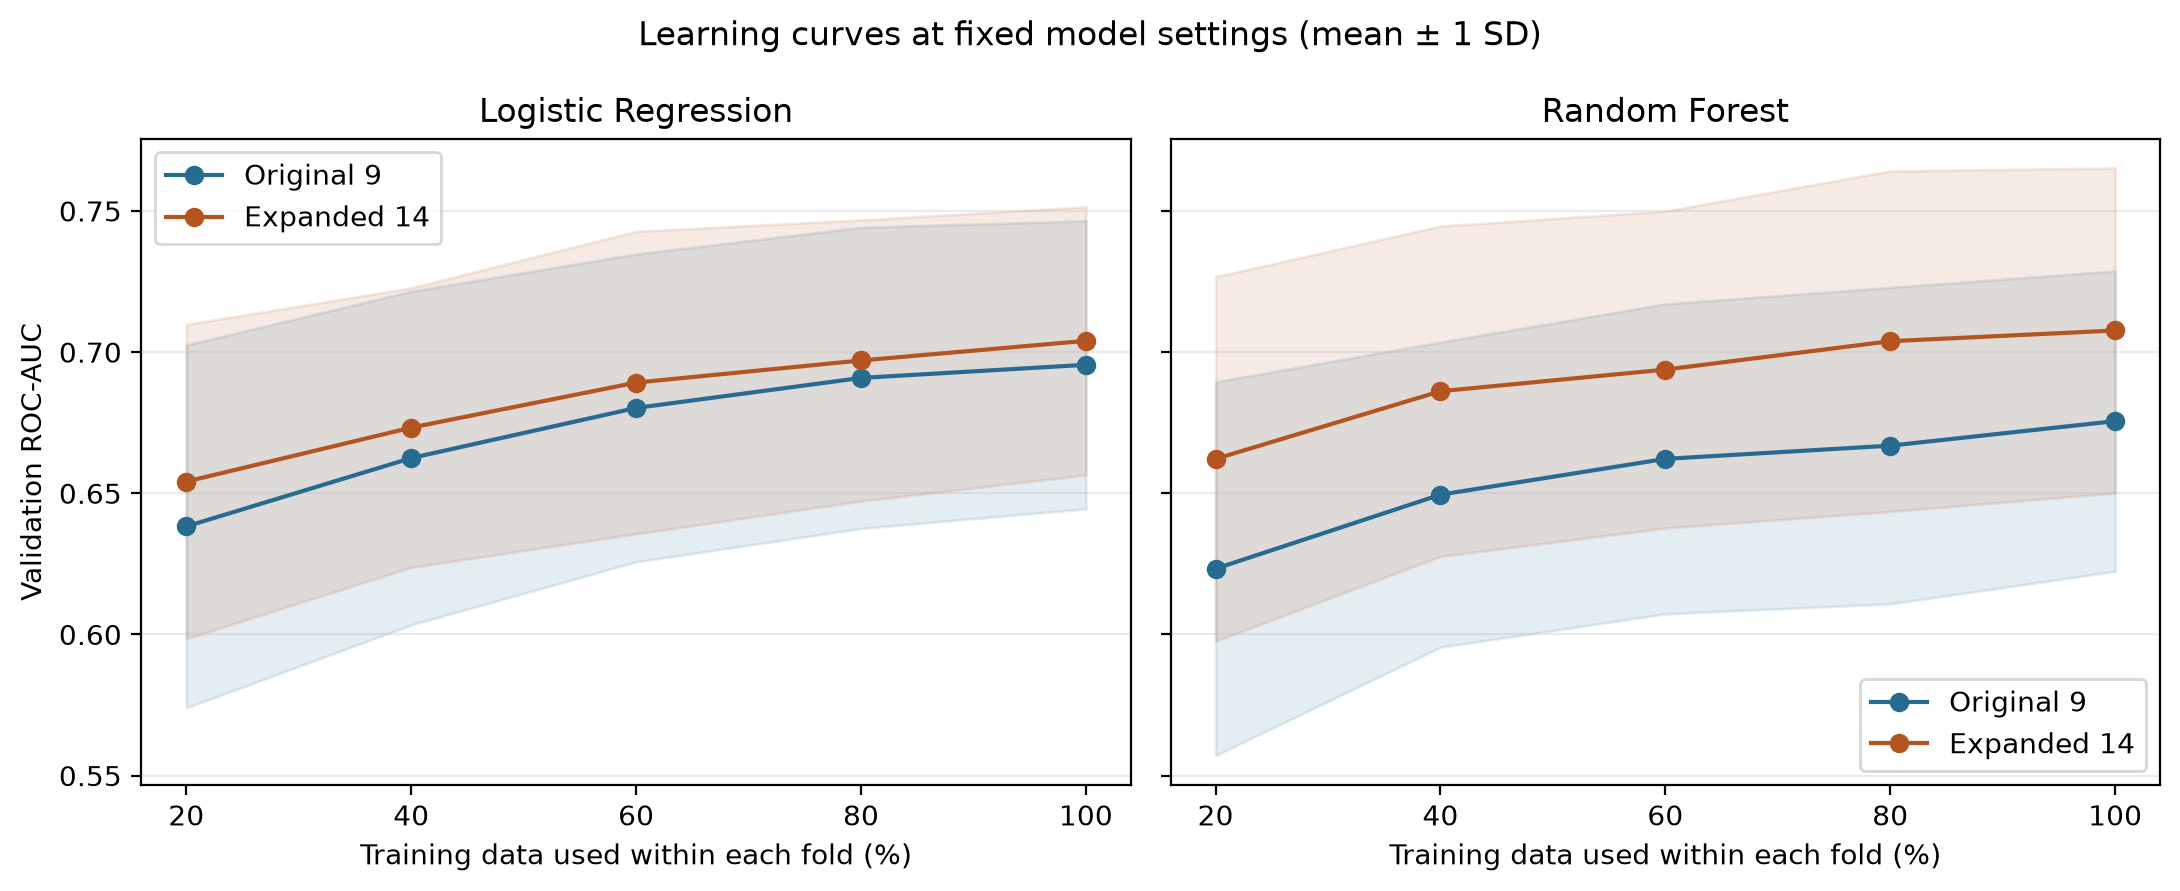 Learning curves at fixed model settings (mean ± 1 SD)
Logistic Regression
Original 9
Expanded 14
Validation ROC-AUC
0.75
0.70
0.65
0.60
0.55
20 40 60 80 100
Training data used within each fold (%)
Random Forest
Original 9
Expanded 14
20 40 60 80 100
Training data used within each fold (%)